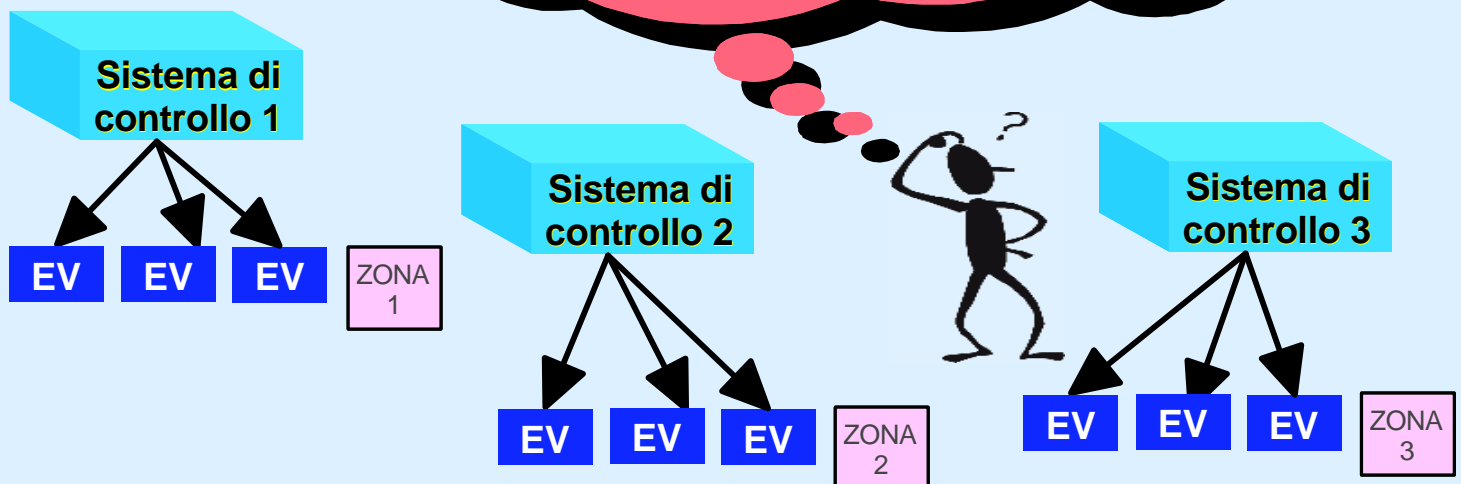 Sistema di
controllo 1
EV EV EV
ZONA
1
Sistema di
controllo 2
EV EV EV
ZONA
2
?
Sistema di
controllo 3
EV EV EV
ZONA
3